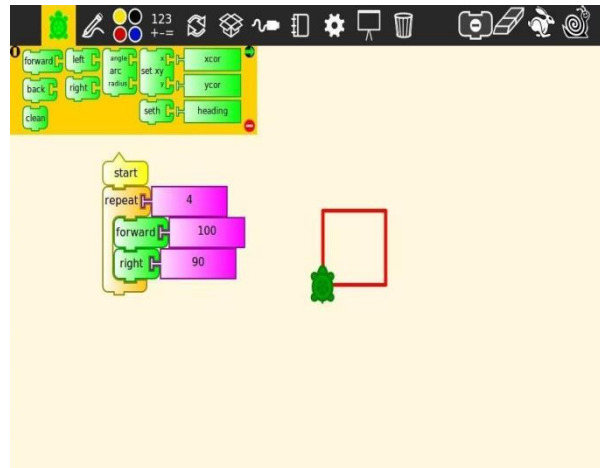 123
+-=
forward left angle arc radius set xy x y xcor
back right ycor
clean seth heading
start
repeat 4
forward 100
right 90